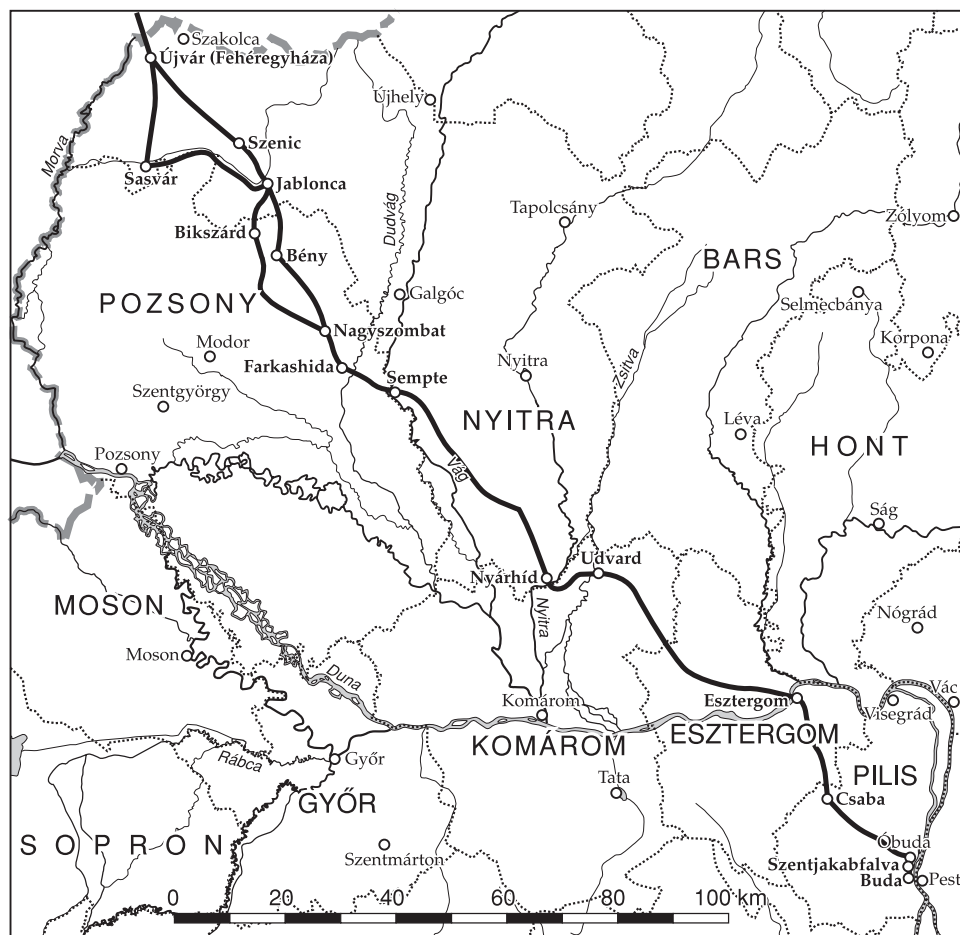 Szakolca
Újvár (Fehéregyháza)
Újhely
Morva
Szenic
Sasvár
Jablonca
Dudvág
Tapolcsány
Zólyom
Bikszárd
Bény
BARS
POZSONY
Galgóc
Selmecbánya
Nagyszombat
Modor
Korpona
Farkashida
Nyitra
Zsitva
Sempte
Szentgyörgy
NYITRA
Léva
HONT
Pozsony
Vág
Ság
Udvard
Nyárhíd
MOSON
Nyitra
Nógrád
Moson
Duna
Esztergom
Vác
Komárom
Visegrád
KOMÁROM
ESZTERGOM
Rábca
Győr
Tata
PILIS
GYŐR
Csaba
SOPRON
Óbuda
Szentmárton
Szentjakabfalva
Buda
Pest
0 20 40 60 80 100 km